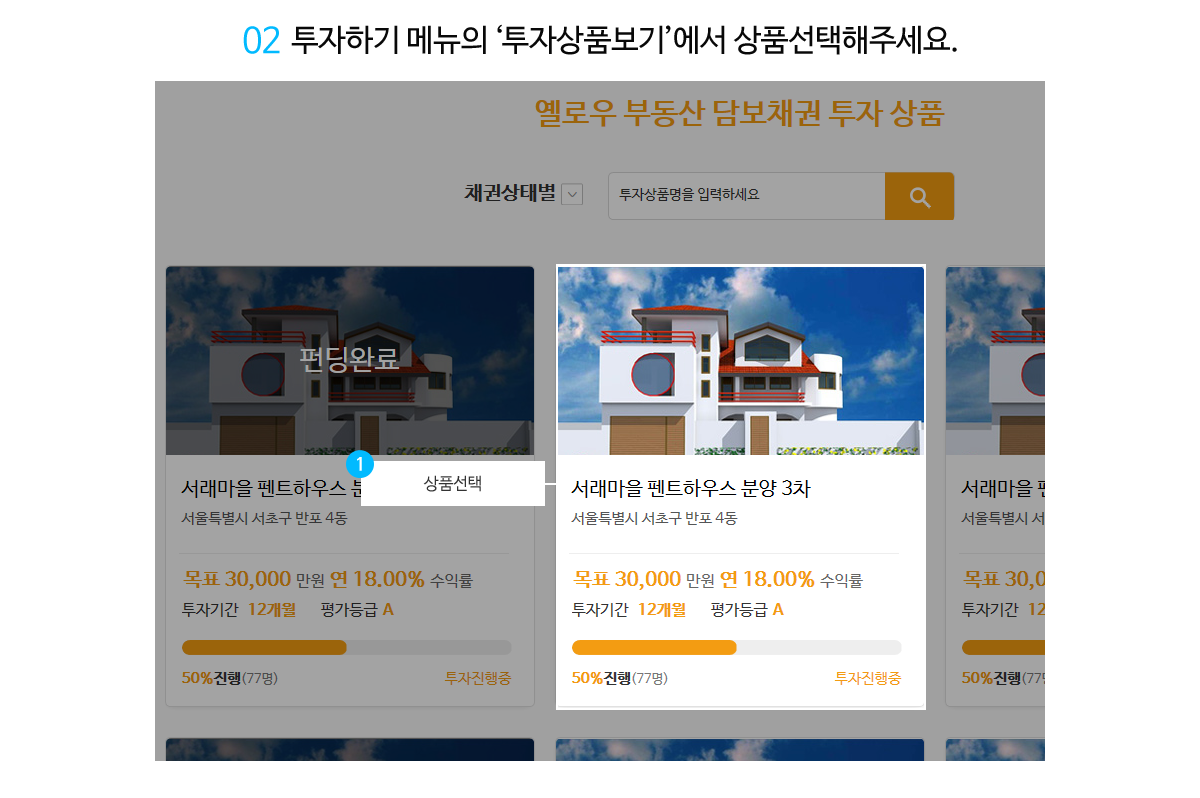 02 투자하기 메뉴의 ‘투자상품보기’에서 상품선택해주세요.
옐로우 부동산 담보채권 투자 상품
채권상태별
투자상품명을 입력하세요
펀딩완료
1
상품선택
서래마을 펜트하우스 분
서울특별시 서초구 반포 4동
목표 30,000 만원 연 18.00% 수익률
투자기간 12개월 평가등급 A
50%진행(77명) 투자진행중
서래마을 펜트하우스 분양 3차
서울특별시 서초구 반포 4동
목표 30,000 만원 연 18.00% 수익률
투자기간 12개월 평가등급 A
50%진행(77명) 투자진행중
서래마을
서울특별시 서초
목표 30,0
투자기간 12
50%진행(77